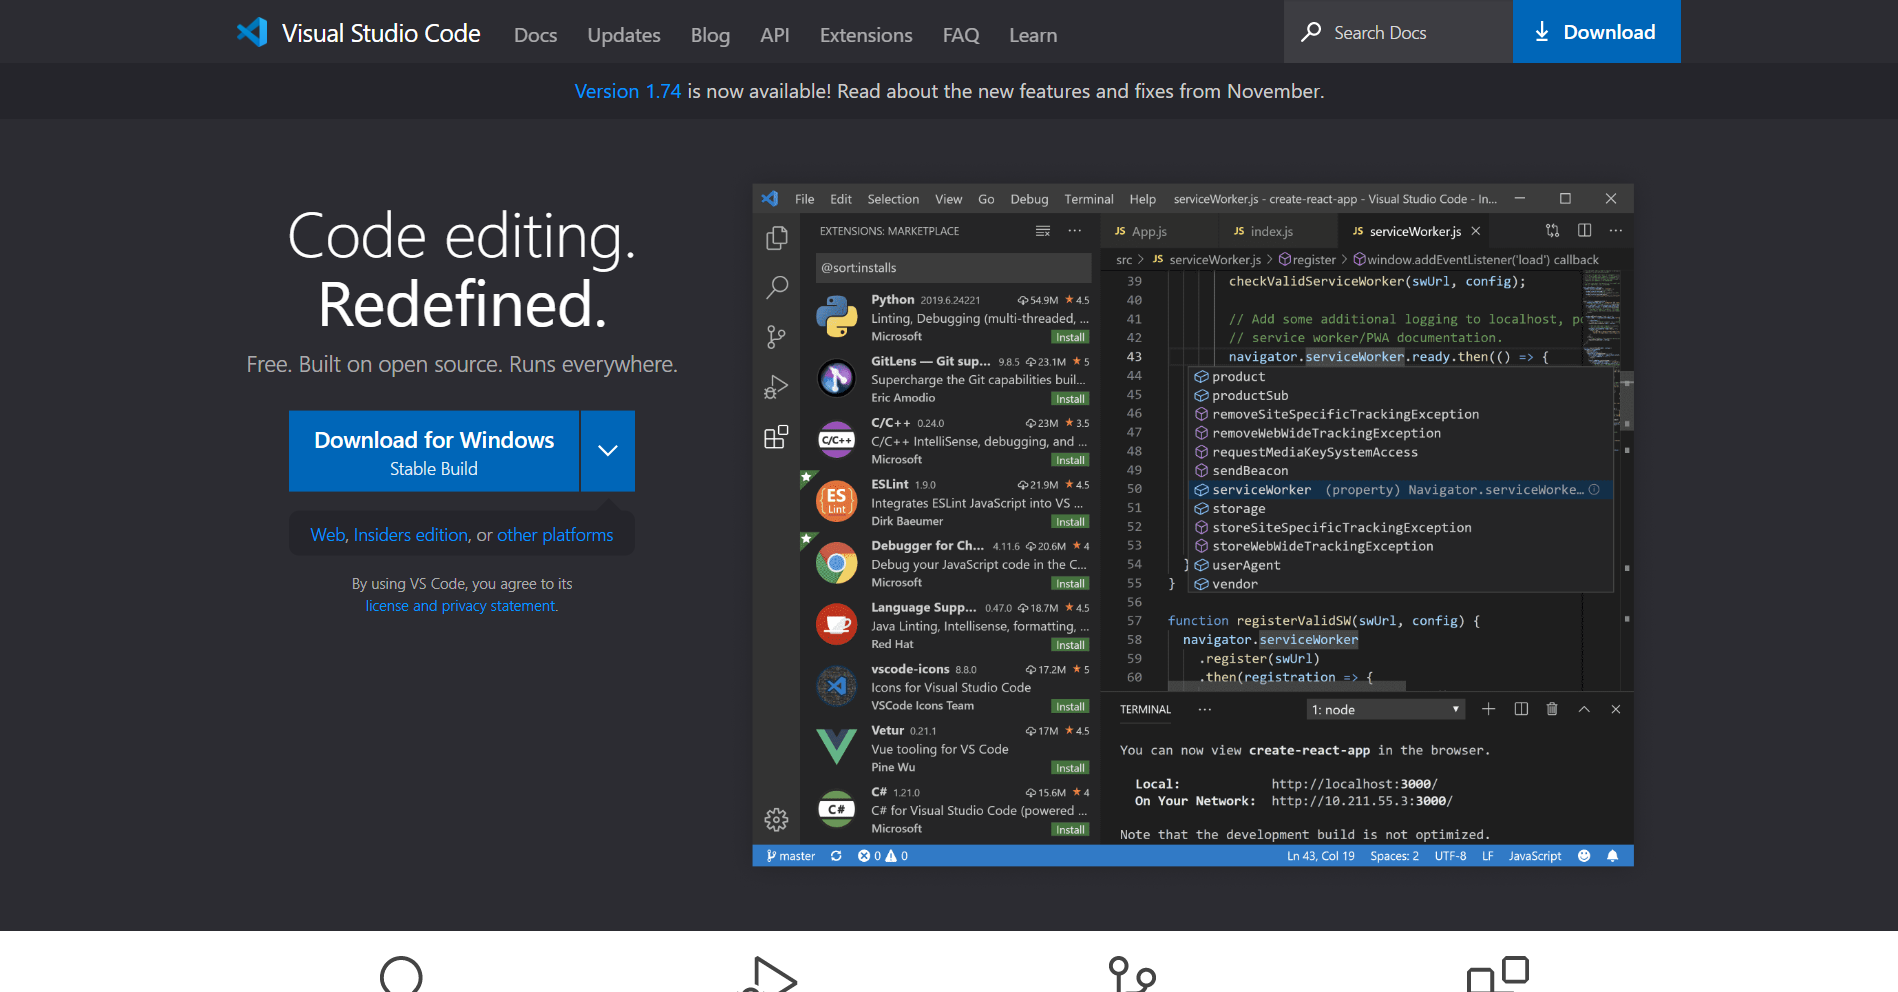 Visual Studio Code Docs Updates Blog API Extensions FAQ Learn Search Docs Download
Version 1.74 is now available! Read about the new features and fixes from November.
Code editing.
Redefined.
Free. Built on open source. Runs everywhere.
Download for Windows
Stable Build
Web, Insiders edition, or other platforms
By using VS Code, you agree to its
license and privacy statement.
File Edit Selection View Go Debug Terminal Help serviceWorker.js - create-react-app - Visual Studio Code - In...
EXTENSIONS: MARKETPLACE
@sort:installs
Python 2019.6.24221 54.9M 4.5
Linting, Debugging (multi-threaded, ...
Microsoft Install
GitLens — Git sup... 9.8.5 23.1M 5
Supercharge the Git capabilities buil...
Eric Amodio Install
C/C++
C/C++ 0.24.0 23M 3.5
C/C++ IntelliSense, debugging, and ...
Microsoft Install
ES
Lint
ESLint 1.9.0 21.9M 4.5
Integrates ESLint JavaScript into VS ...
Dirk Baeumer Install
Debugger for Ch... 4.11.6 20.6M 4
Debug your JavaScript code in the C...
Microsoft Install
Language Supp... 0.47.0 18.7M 4.5
Java Linting, Intellisense, formatting, ...
Red Hat Install
vscode-icons 8.8.0 17.2M 5
Icons for Visual Studio Code
VSCode Icons Team Install
Vetur 0.21.1 17M 4.5
Vue tooling for VS Code
Pine Wu Install
C#
C# 1.21.0 15.6M 4
C# for Visual Studio Code (powered ...
Microsoft Install
JS App.js JS index.js JS serviceWorker.js
src > JS serviceWorker.js > register > window.addEventListener('load') callback
39 checkValidServiceWorker(swUrl, config);
40
41 // Add some additional logging to localhost, po
42 // service worker/PWA documentation.
43 navigator.serviceWorker.ready.then(() => {
44 product
45 productSub
46 removeSiteSpecificTrackingException
47 removeWebWideTrackingException
48 requestMediaKeySystemAccess
49 sendBeacon
50 serviceWorker (property) Navigator.serviceWorke...
51 storage
52 storeSiteSpecificTrackingException
53 storeWebWideTrackingException
54 } userAgent
55 } vendor
56
57 function registerValidSW(swUrl, config) {
58 navigator.serviceWorker
59 .register(swUrl)
60 .then(registration => {
TERMINAL ... 1: node
You can now view create-react-app in the browser.
Local: http://localhost:3000/
On Your Network: http://10.211.55.3:3000/
Note that the development build is not optimized.
master 0 0 Ln 43, Col 19 Spaces: 2 UTF-8 LF JavaScript